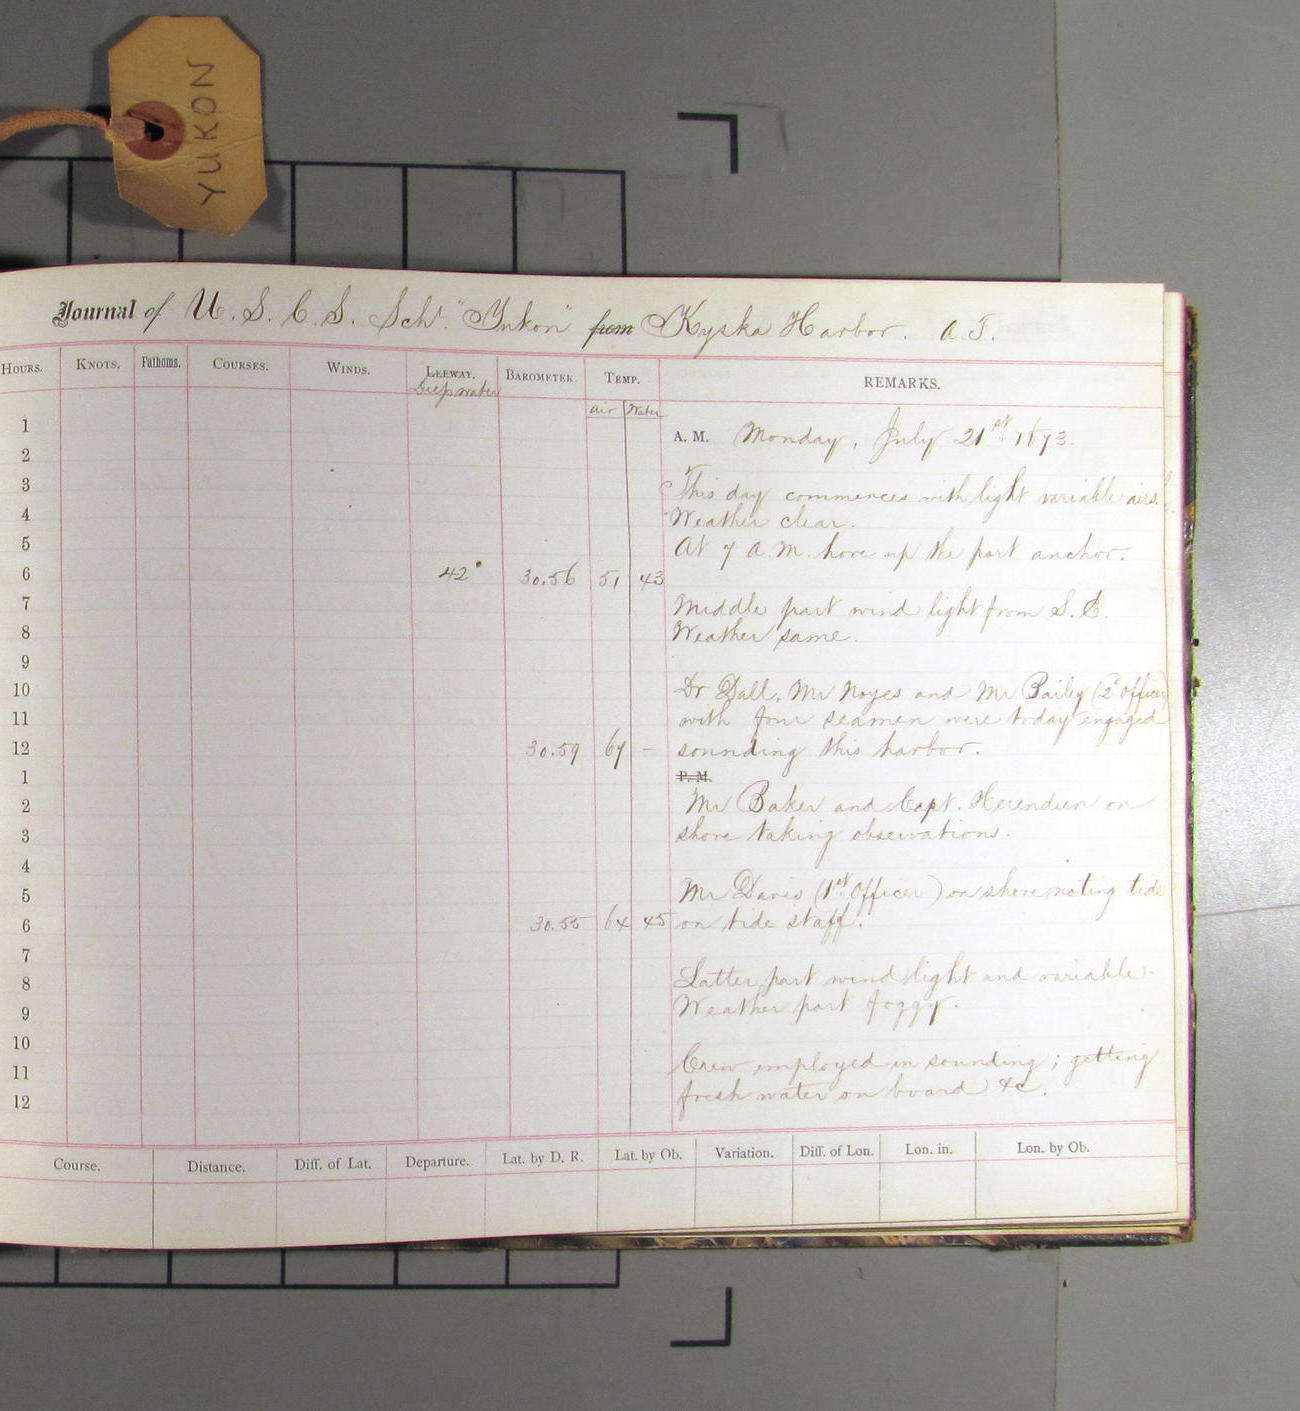 YUKON
Journal of U. S. C. S. Schr. "Yukon" from Kyska Harbor. A T.
HOURS. KNOTS. Fathoms. COURSES. WINDS. LEEWAY. BAROMETER TEMP. REMARKS.
Deep water
air Water
1
A. M. Monday, July 21st 1873.
2
3
This day commences with light variable airs.
4
Weather clear.
5
At 7 A.M. hove up the port anchor.
6 42° 30.56 51 43
7
Middle part wind light from S. E.
8
Weather same.
9
10
Dr Dall, Mr Noyes and Mr Bailey (2d Officer)
11
with four seamen were today engaged
12 30.59 67 – sounding this harbor.
1
P. M.
2
Mr Baker and Capt. Herendeen on
3
shore taking observations.
4
5
Mr Davis (1st Officer) on shore noting tide
6 30.55 64 45 on tide staff.
7
8
Latter part wind light and variable.
9
Weather part foggy.
10
11
Crew employed in sounding; getting
12
fresh water on board &c.
Course. Distance. Diff. of Lat. Departure. Lat. by D. R. Lat. by Ob. Variation. Diff. of Lon. Lon. in. Lon. by Ob.